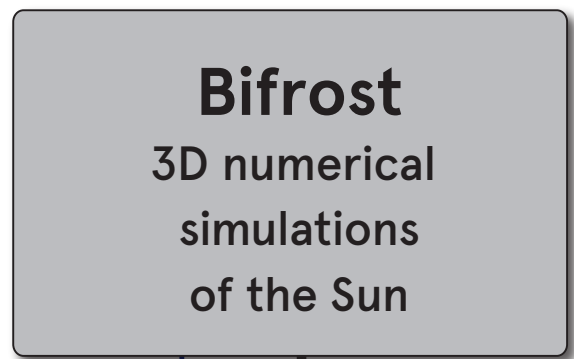 Bifrost
3D numerical
simulations
of the Sun